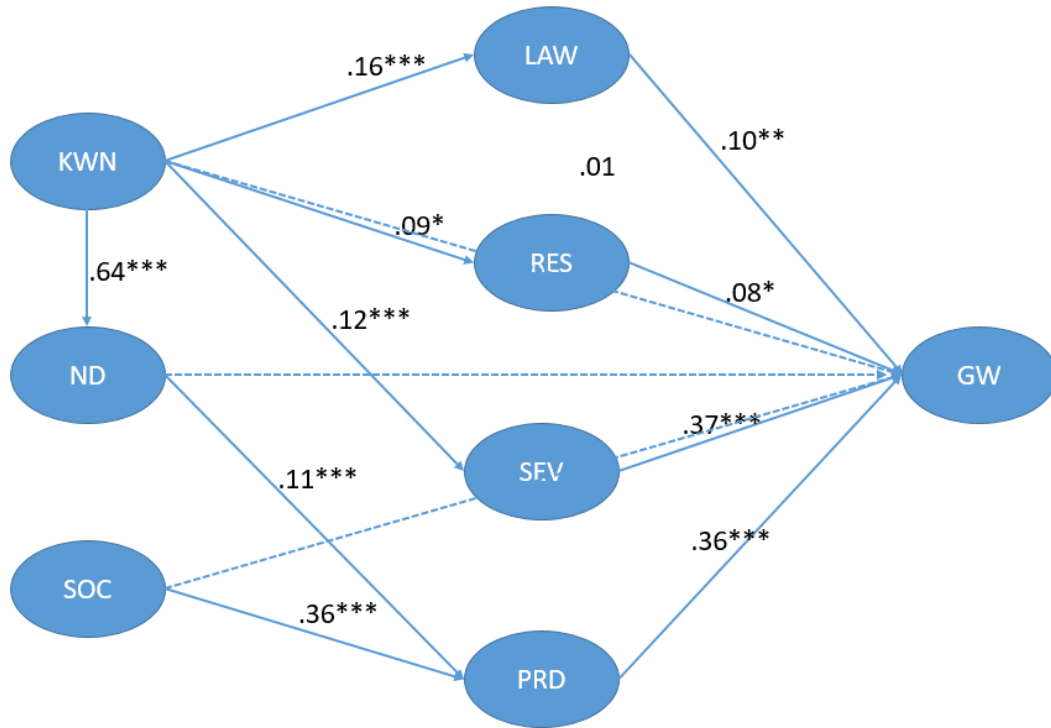 LAW
.16***
KWN
.10**
.01
.09*
RES
.64***
.08*
.12***
ND
GW
.37***
SEV
.11***
.36***
SOC
.36***
PRD